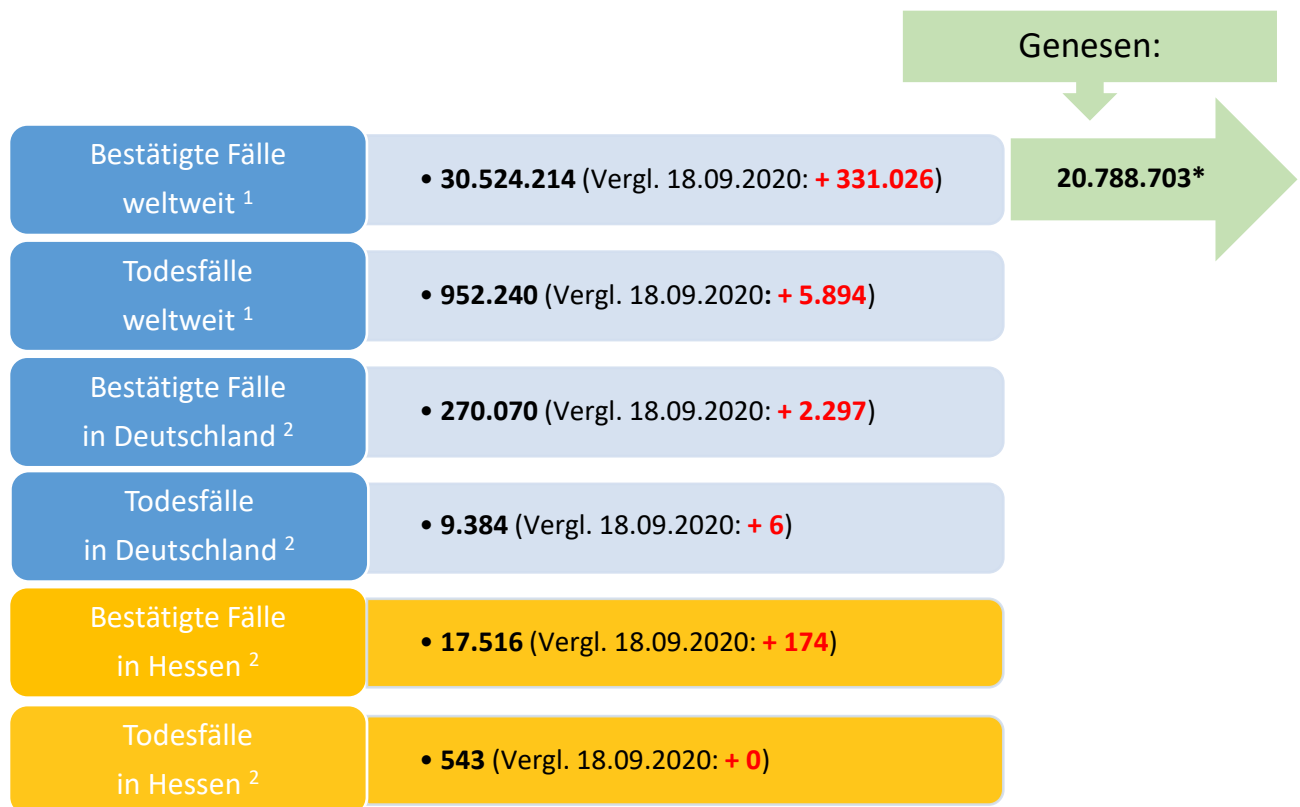 Genesen:
Bestätigte Fälle
weltweit ¹
• 30.524.214 (Vergl. 18.09.2020: + 331.026)
20.788.703*
Todesfälle
weltweit ¹
• 952.240 (Vergl. 18.09.2020: + 5.894)
Bestätigte Fälle
in Deutschland ²
• 270.070 (Vergl. 18.09.2020: + 2.297)
Todesfälle
in Deutschland ²
• 9.384 (Vergl. 18.09.2020: + 6)
Bestätigte Fälle
in Hessen ²
• 17.516 (Vergl. 18.09.2020: + 174)
Todesfälle
in Hessen ²
• 543 (Vergl. 18.09.2020: + 0)